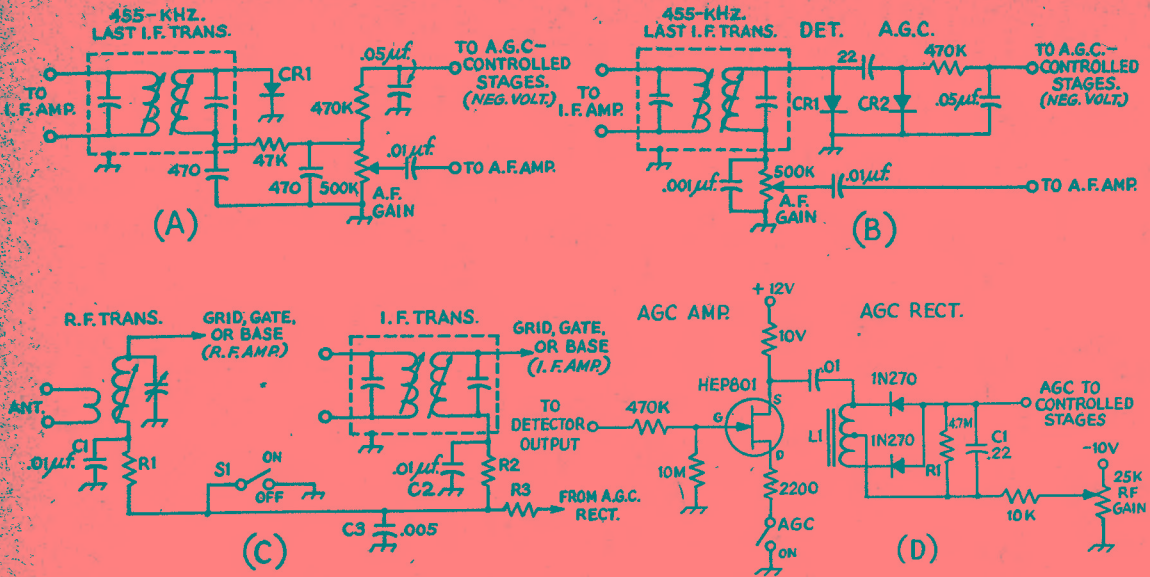 455-KHZ.
LAST I.F. TRANS.
TO
I.F. AMP.
CR1
.05µf.
TO A.G.C-
CONTROLLED
STAGES.
(NEG. VOLT.)
470K
47K
470
470
500K
.01µf.
TO A.F. AMP.
A.F.
GAIN
(A)
455-KHZ.
LAST I.F. TRANS.
DET.
A.G.C.
TO
I.F. AMP.
22
470K
CR1
CR2
.05µf.
TO A.G.C.-
CONTROLLED
STAGES.
(NEG. VOLT.)
.001µf.
500K
.01µf.
A.F.
GAIN
TO A.F. AMP.
(B)
R.F. TRANS.
GRID, GATE,
OR BASE
(R.F. AMP.)
ANT.
C1
.01µf.
R1
S1
ON
OFF
I.F. TRANS.
GRID, GATE,
OR BASE
(I.F. AMP.)
.01µf.
C2
R2
R3
FROM A.G.C.
RECT.
C3
.005
(C)
AGC AMP.
+ 12V
10V
AGC RECT.
HEP801
.01
1N270
TO
DETECTOR
OUTPUT
470K
G
S
D
L1
1N270
R1
4.7M
C1
.22
AGC TO
CONTROLLED
STAGES
10M
2200
AGC
ON
10K
-10V
25K
RF
GAIN
(D)